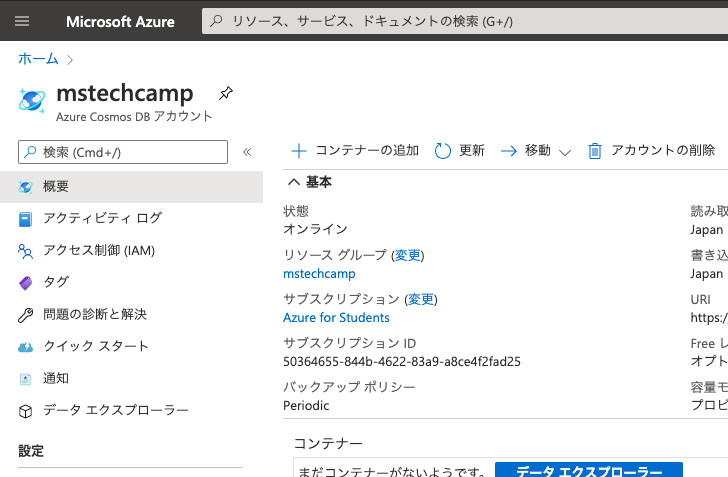 Microsoft Azure
リソース、サービス、ドキュメントの検索 (G+/)
ホーム
mstechcamp
Azure Cosmos DB アカウント
検索 (Cmd+/)
概要
アクティビティ ログ
アクセス制御 (IAM)
タグ
問題の診断と解決
クイック スタート
通知
データ エクスプローラー
設定
コンテナーの追加
更新
移動
アカウントの削除
基本
状態
オンライン
リソース グループ (変更)
mstechcamp
サブスクリプション (変更)
Azure for Students
サブスクリプション ID
50364655-844b-4622-83a9-a8ce4f2fad25
バックアップ ポリシー
Periodic
読み取
Japan
書き込
Japan
URI
https:/
Free レ
オプト
容量モ
プロビ
コンテナー
まだコンテナーがないようです。
データ エクスプローラー